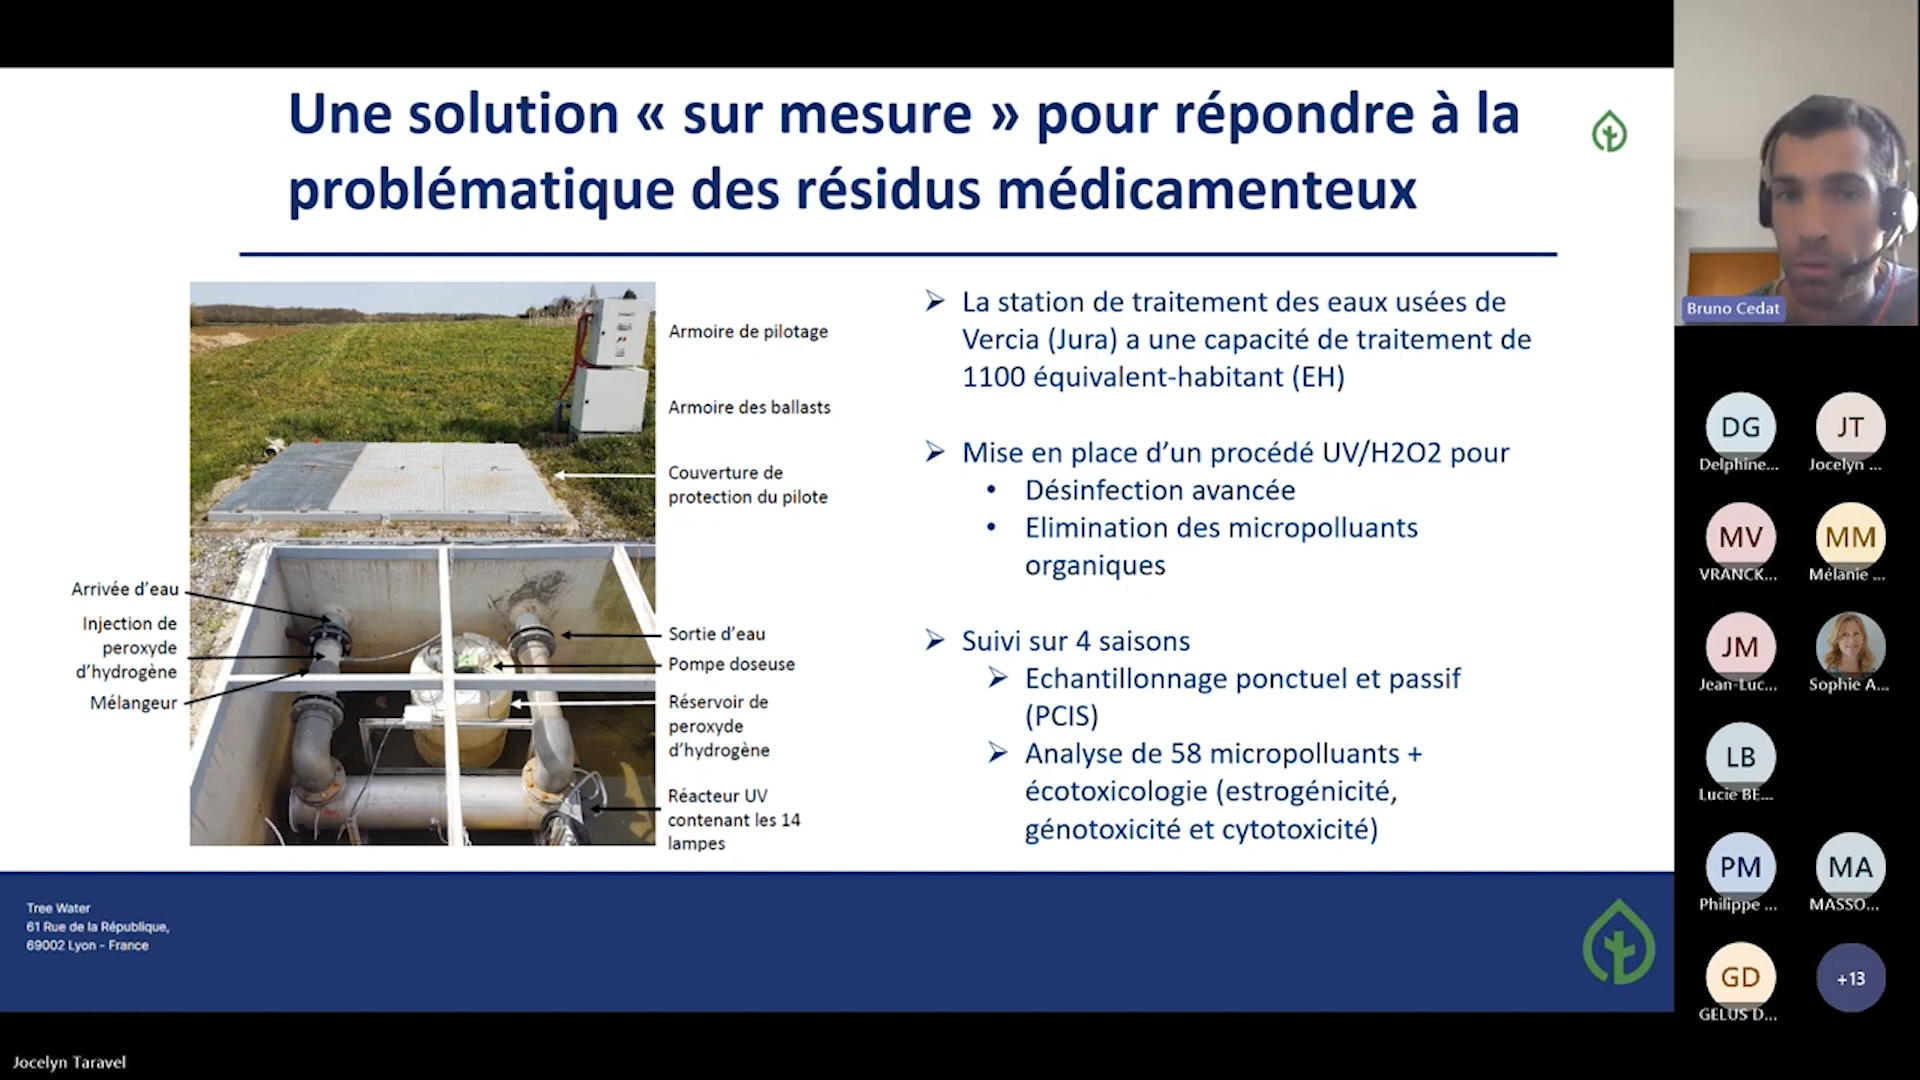 Une solution « sur mesure » pour répondre à la
problématique des résidus médicamenteux
Armoire de pilotage
Armoire des ballasts
Couverture de
protection du pilote
Arrivée d’eau
Injection de
peroxyde
d’hydrogène
Mélangeur
Sortie d’eau
Pompe doseuse
Réservoir de
peroxyde
d’hydrogène
Réacteur UV
contenant les 14
lampes
➢ La station de traitement des eaux usées de
Vercia (Jura) a une capacité de traitement de
1100 équivalent-habitant (EH)
➢ Mise en place d’un procédé UV/H2O2 pour
• Désinfection avancée
• Elimination des micropolluants
organiques
➢ Suivi sur 4 saisons
➢ Echantillonnage ponctuel et passif
(PCIS)
➢ Analyse de 58 micropolluants +
écotoxicologie (estrogénicité,
génotoxicité et cytotoxicité)
Tree Water
61 Rue de la République,
69002 Lyon - France
Jocelyn Taravel
Bruno Cedat
DG
Delphine...
JT
Jocelyn ...
MV
VRANCK...
MM
Mélanie ...
JM
Jean-Luc...
Sophie A...
LB
Lucie BE...
PM
Philippe ...
MA
MASSO...
GD
GELUS D...
+13